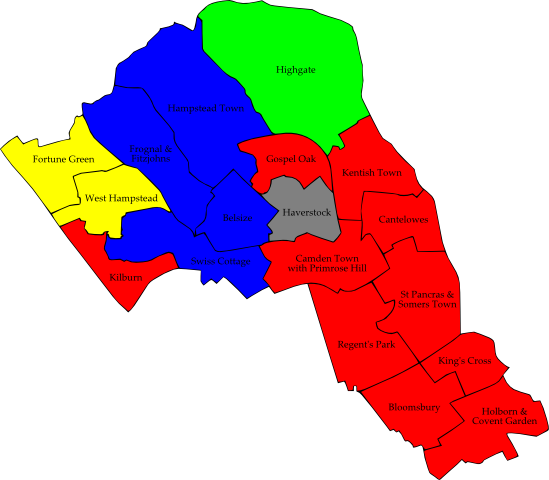 Highgate
Hampstead Town
Frognal &
Fitzjohns
Gospel Oak
Fortune Green
Kentish Town
West Hampstead
Belsize
Haverstock
Cantelowes
Swiss Cottage
Camden Town
with Primrose Hill
Kilburn
St Pancras &
Somers Town
Regent's Park
King's Cross
Bloomsbury
Holborn &
Covent Garden